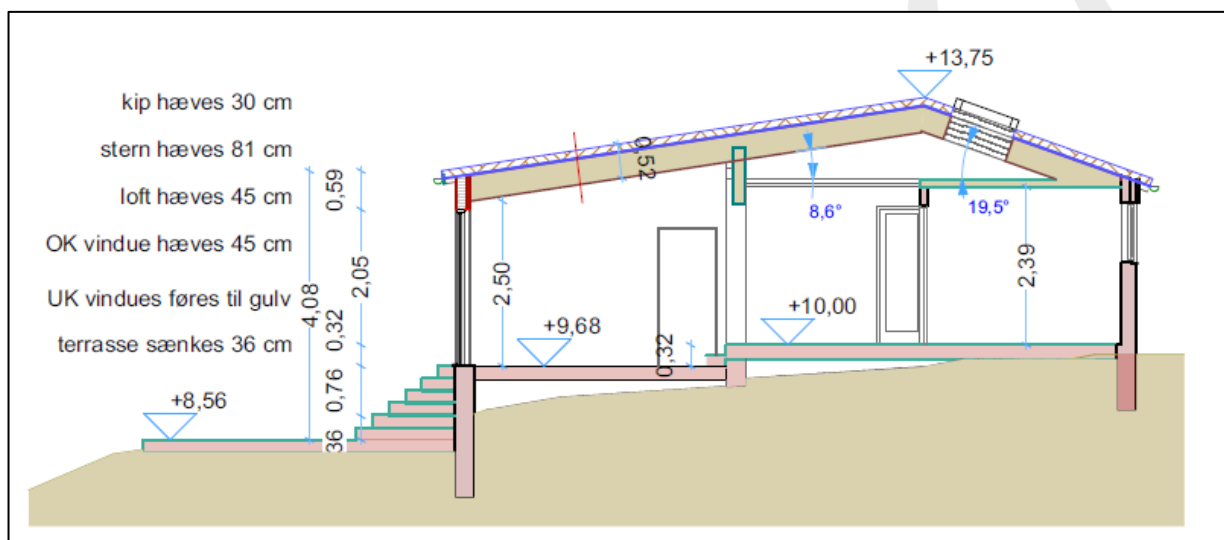 +13,75
kip hæves 30 cm
stern hæves 81 cm
loft hæves 45 cm
OK vindue hæves 45 cm
UK vindues føres til gulv
terrasse sænkes 36 cm
0,59
2,05
4,08
0,32
0,76
36
0,52
8,6°
19,5°
2,50
2,39
+10,00
+9,68
0,32
+8,56